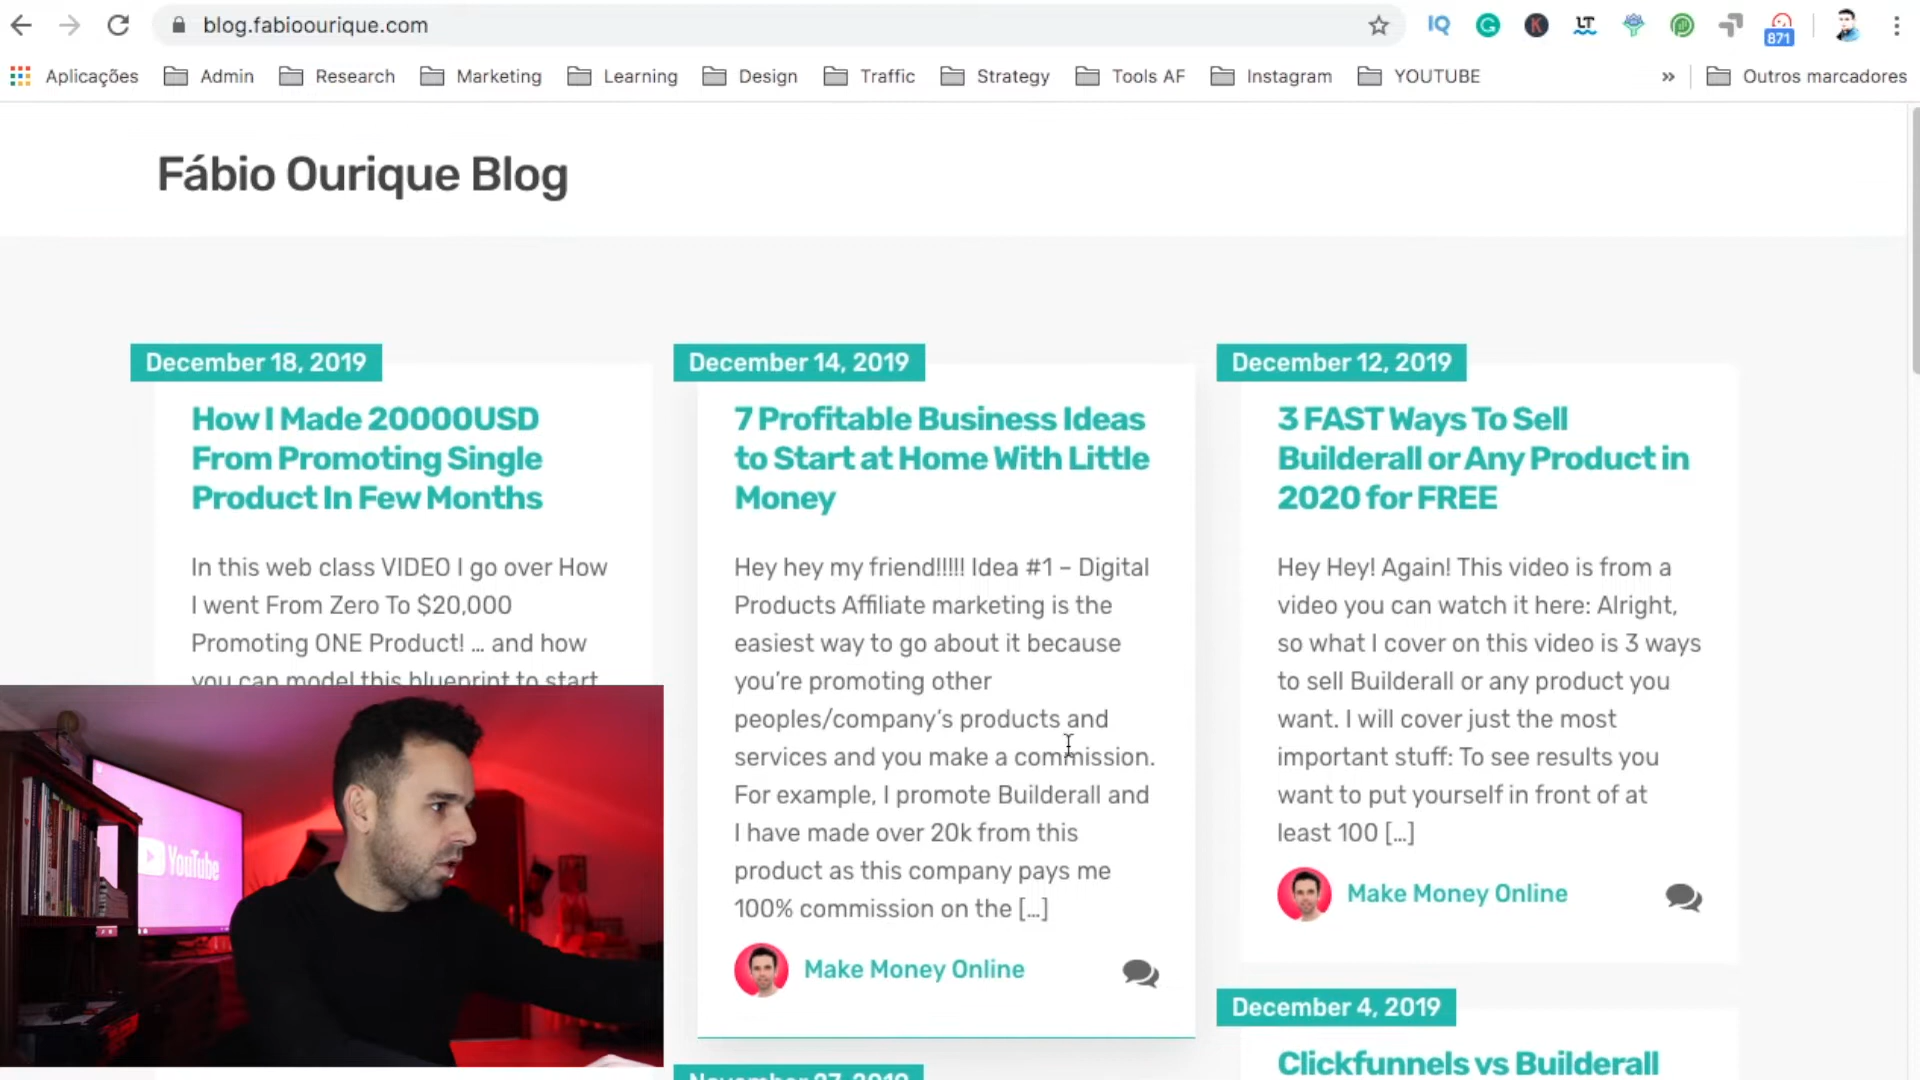 blog.fabioourique.com
871
Aplicações
Admin
Research
Marketing
Learning
Design
Traffic
Strategy
Tools AF
Instagram
YOUTUBE
»
Outros marcadores
Fábio Ourique Blog
December 18, 2019
How I Made 20000USD
From Promoting Single
Product In Few Months
In this web class VIDEO I go over How
I went From Zero To $20,000
Promoting ONE Product! ... and how
you can model this blueprint to start
YouTube
December 14, 2019
7 Profitable Business Ideas
to Start at Home With Little
Money
Hey hey my friend!!!!! Idea #1 – Digital
Products Affiliate marketing is the
easiest way to go about it because
you're promoting other
peoples/company's products and
services and you make a commission.
For example, I promote Builderall and
I have made over 20k from this
product as this company pays me
100% commission on the [...]
Make Money Online
November 27, 2019
December 12, 2019
3 FAST Ways To Sell
Builderall or Any Product in
2020 for FREE
Hey Hey! Again! This video is from a
video you can watch it here: Alright,
so what I cover on this video is 3 ways
to sell Builderall or any product you
want. I will cover just the most
important stuff: To see results you
want to put yourself in front of at
least 100 [...]
Make Money Online
December 4, 2019
Clickfunnels vs Builderall